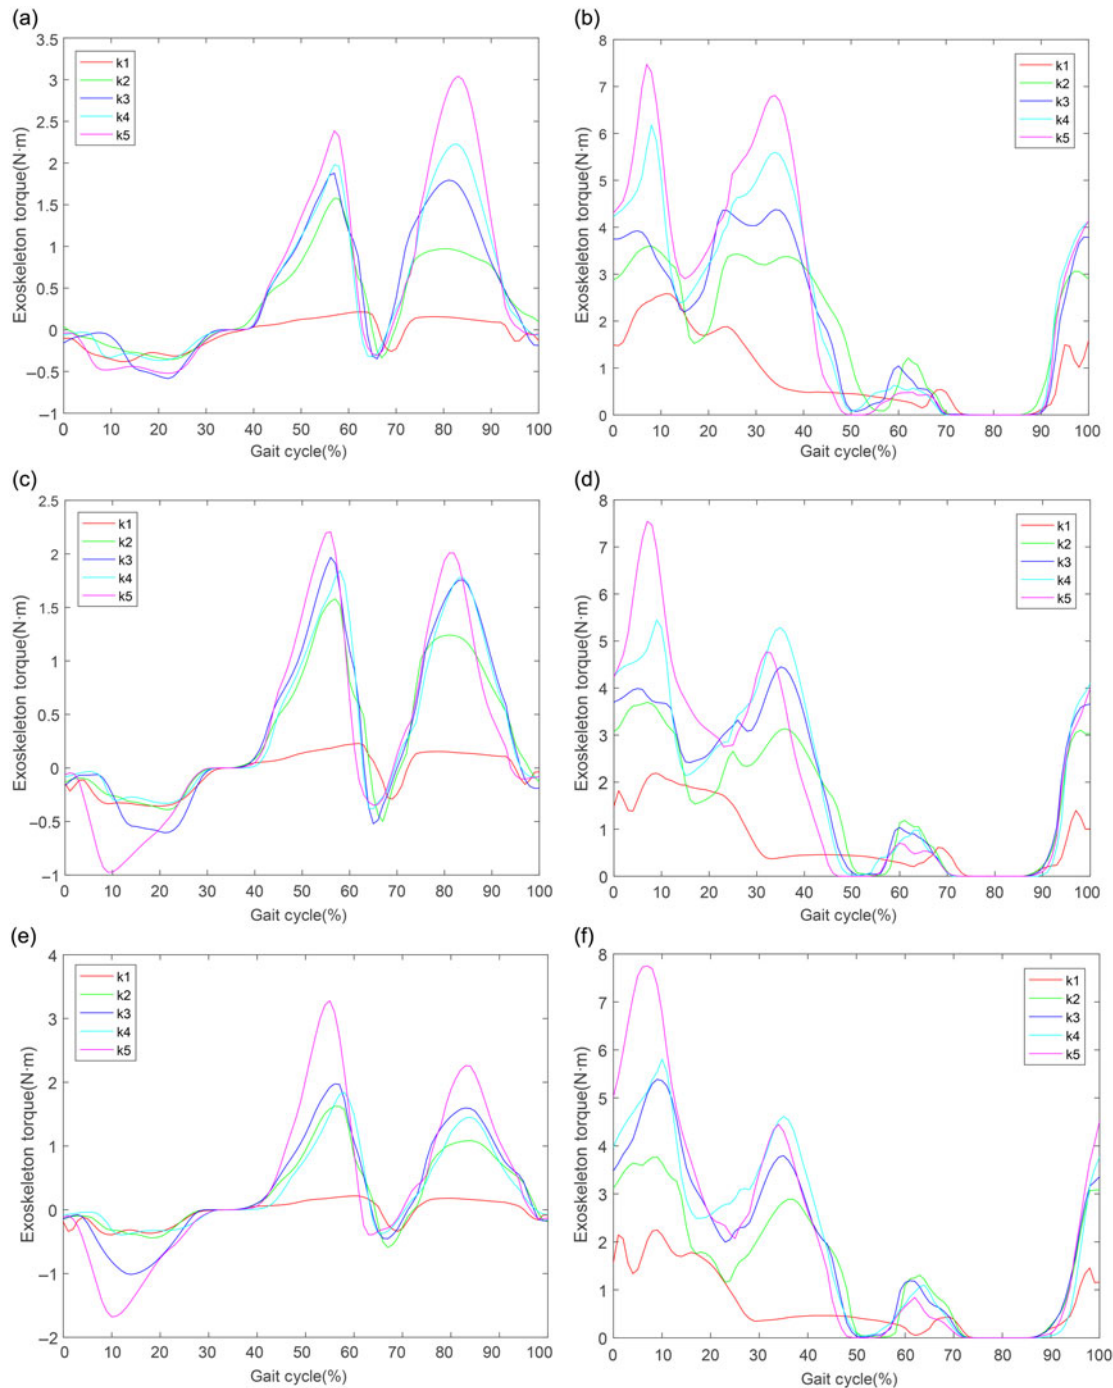 (a)
(b)
3.5
3
2.5
2
1.5
1
0.5
0
−0.5
−1
k1
k2
k3
k4
k5
Exoskeleton torque(N·m)
0 10 20 30 40 50 60 70 80 90 100
Gait cycle(%)
8
7
6
5
4
3
2
1
0
k1
k2
k3
k4
k5
Exoskeleton torque(N·m)
0 10 20 30 40 50 60 70 80 90 100
Gait cycle(%)
(c)
(d)
2.5
2
1.5
1
0.5
0
−0.5
−1
k1
k2
k3
k4
k5
Exoskeleton torque(N·m)
0 10 20 30 40 50 60 70 80 90 100
Gait cycle(%)
8
7
6
5
4
3
2
1
0
k1
k2
k3
k4
k5
Exoskeleton torque(N·m)
0 10 20 30 40 50 60 70 80 90 100
Gait cycle(%)
(e)
(f)
4
3
2
1
0
−1
−2
k1
k2
k3
k4
k5
Exoskeleton torque(N·m)
0 10 20 30 40 50 60 70 80 90 100
Gait cycle(%)
8
7
6
5
4
3
2
1
0
k1
k2
k3
k4
k5
Exoskeleton torque(N·m)
0 10 20 30 40 50 60 70 80 90 100
Gait cycle(%)